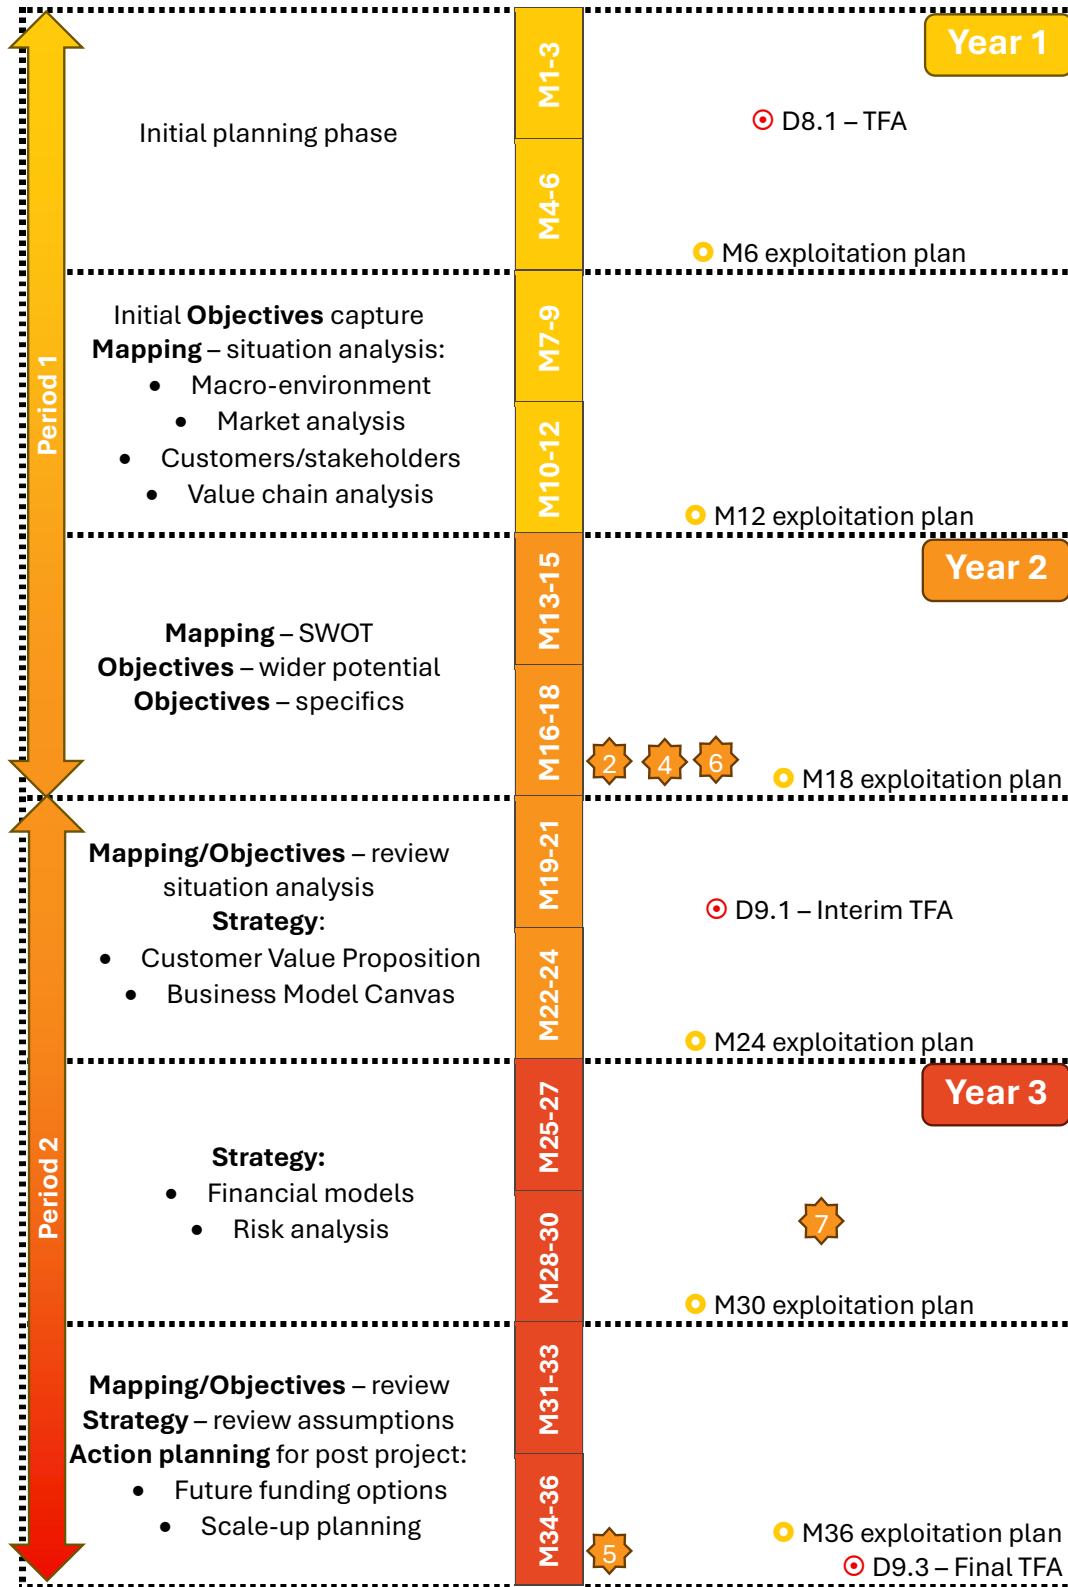 Year 1
M1-3
D8.1 – TFA
Initial planning phase
M4-6
M6 exploitation plan
Period 1
Initial Objectives capture
Mapping – situation analysis:
• Macro-environment
• Market analysis
• Customers/stakeholders
• Value chain analysis
M7-9
M10-12
M12 exploitation plan
Year 2
M13-15
Mapping – SWOT
Objectives – wider potential
Objectives – specifics
M16-18
2
4
6
M18 exploitation plan
Period 2
Mapping/Objectives – review
situation analysis
Strategy:
• Customer Value Proposition
• Business Model Canvas
M19-21
D9.1 – Interim TFA
M22-24
M24 exploitation plan
Year 3
M25-27
Strategy:
• Financial models
• Risk analysis
M28-30
7
M30 exploitation plan
Mapping/Objectives – review
Strategy – review assumptions
Action planning for post project:
• Future funding options
• Scale-up planning
M31-33
M34-36
5
M36 exploitation plan
D9.3 – Final TFA